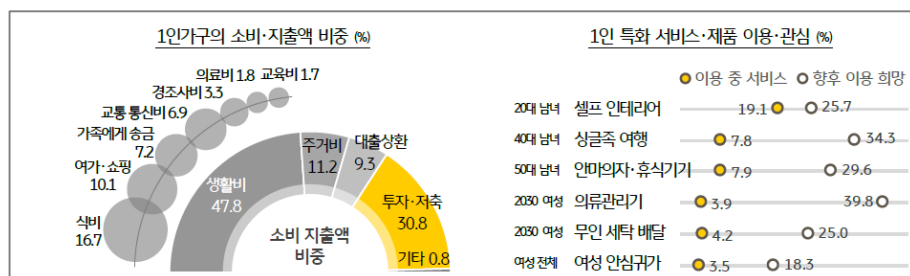 1인가구의 소비·지출액 비중 (%)
의료비 1.8 교육비 1.7
경조사비 3.3
교통 통신비 6.9
가족에게 송금
7.2
여가·쇼핑
10.1
식비
16.7
생활비
47.8
주거비
11.2
대출상환
9.3
투자·저축
30.8
기타 0.8
소비 지출액
비중
1인 특화 서비스·제품 이용·관심 (%)
이용 중 서비스 향후 이용 희망
20대 남녀 셀프 인테리어 19.1 25.7
40대 남녀 싱글족 여행 7.8 34.3
50대 남녀 안마의자·휴식기기 7.9 29.6
2030 여성 의류관리기 3.9 39.8
2030 여성 무인 세탁 배달 4.2 25.0
여성 전체 여성 안심귀가 3.5 18.3